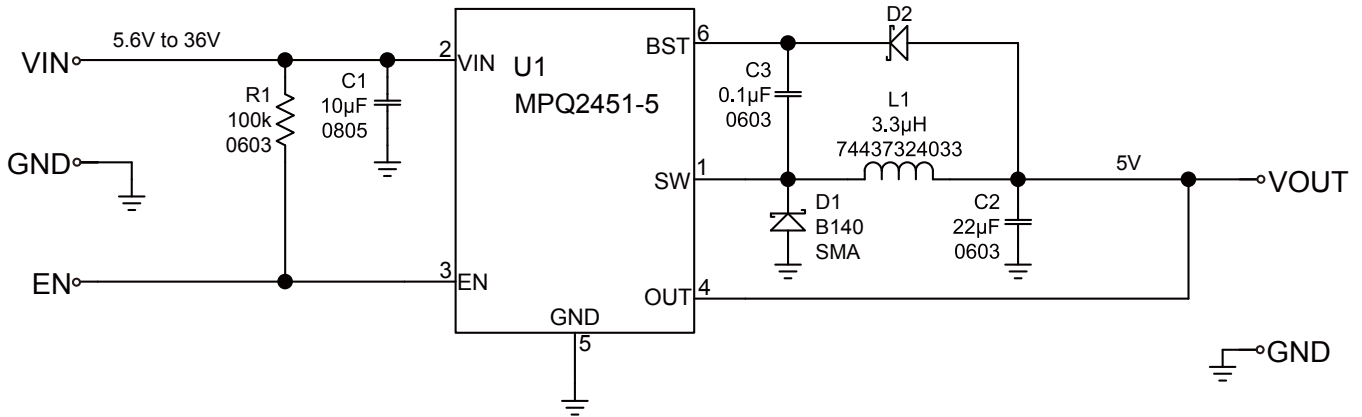 VIN
5.6V to 36V
R1
100k
0603
C1
10µF
0805
GND
EN
2
VIN
3
EN
U1
MPQ2451-5
GND
5
BST
6
SW
1
OUT
4
C3
0.1µF
0603
D2
L1
3.3µH
74437324033
D1
B140
SMA
C2
22µF
0603
5V
VOUT
GND